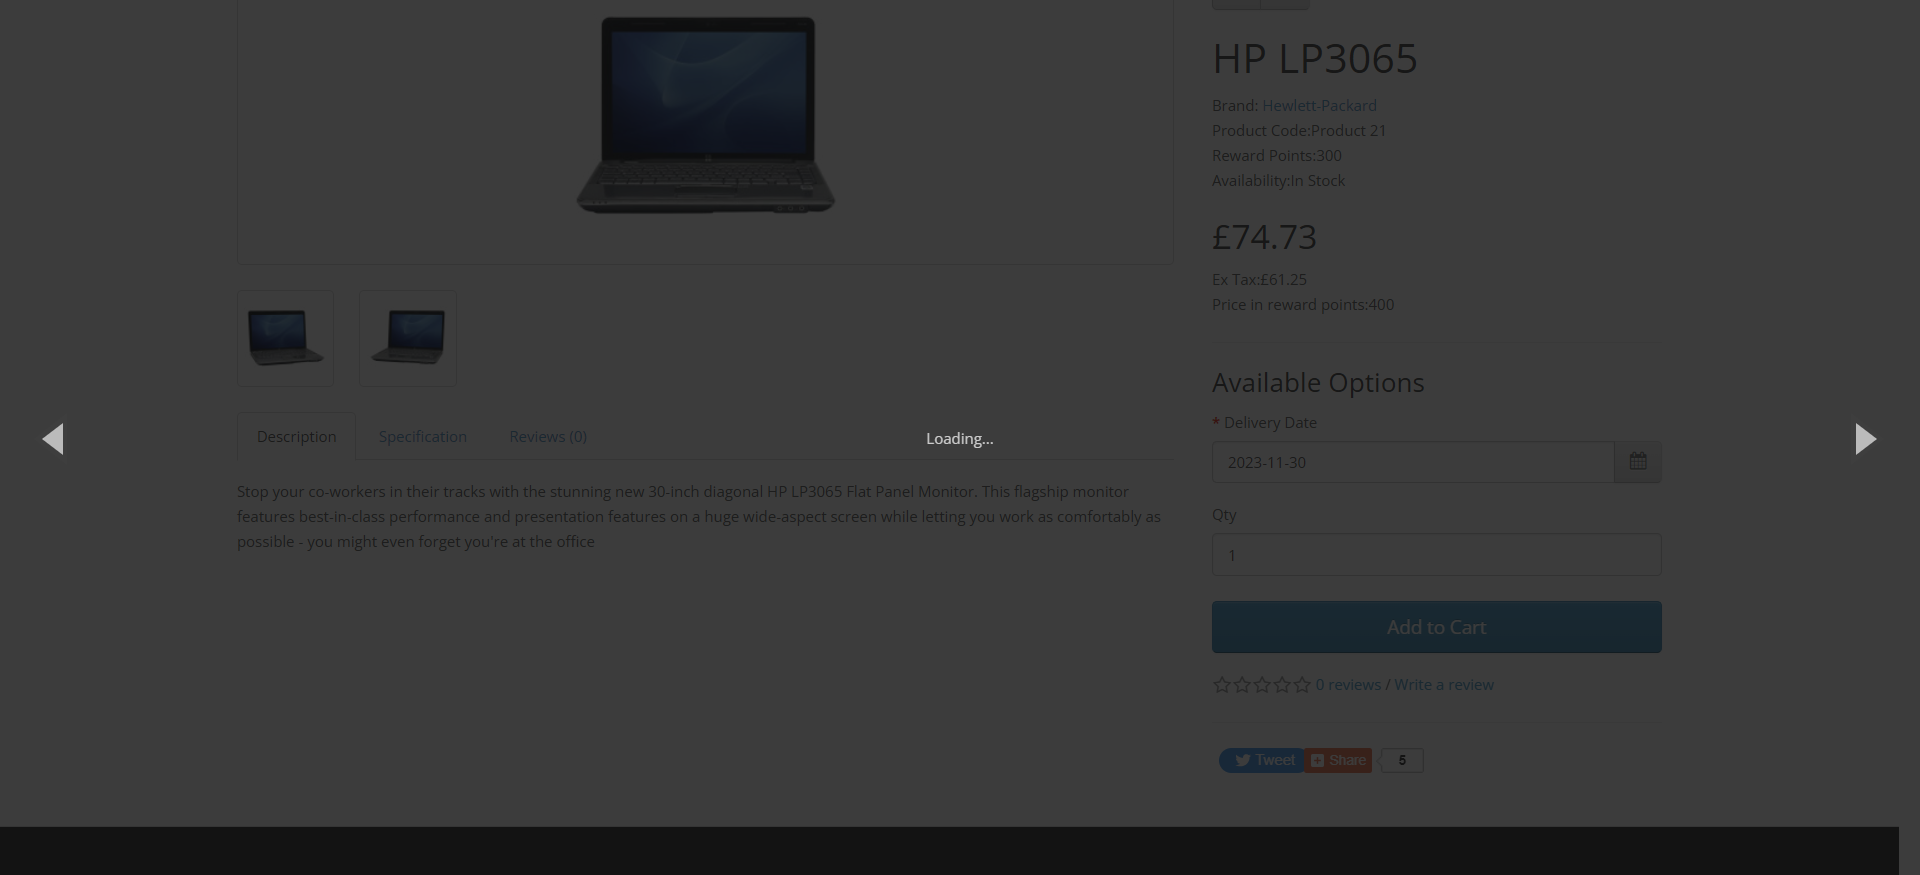 HP LP3065
Brand: Hewlett-Packard
Product Code:Product 21
Reward Points:300
Availability:In Stock
£74.73
Ex Tax:£61.25
Price in reward points:400
Available Options
* Delivery Date
2023-11-30
Qty
1
Add to Cart
0 reviews / Write a review
Tweet Share 5
Description Specification Reviews (0)
Loading...
Stop your co-workers in their tracks with the stunning new 30-inch diagonal HP LP3065 Flat Panel Monitor. This flagship monitor
features best-in-class performance and presentation features on a huge wide-aspect screen while letting you work as comfortably as
possible - you might even forget you're at the office